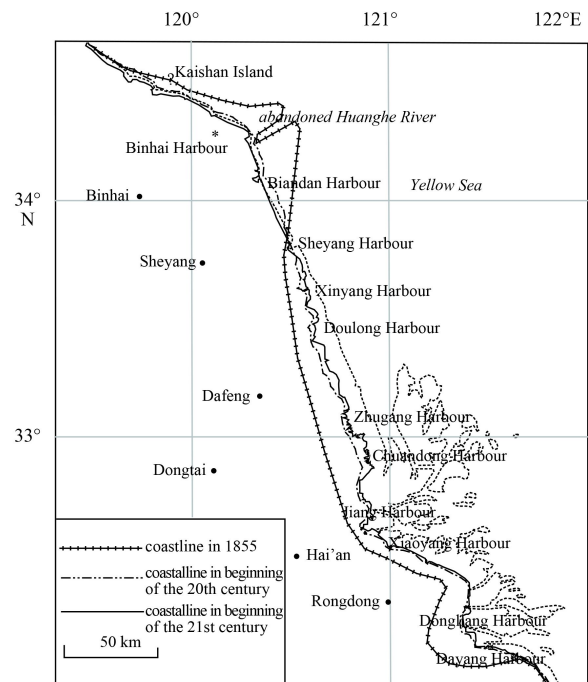 120° 121° 122°E
Kaishan Island
abandoned Huanghe River
*
Binhai Harbour
Biandan Harbour
Yellow Sea
Binhai
34°
N
Sheyang Harbour
Sheyang
Xinyang Harbour
Doulong Harbour
Dafeng
Zhugang Harbour
33°
Chuandong Harbour
Dongtai
Jiang Harbour
Xiaoyang Harbour
coastline in 1855
Hai'an
coastalline in beginning
of the 20th century
Rongdong
coastalline in beginning
of the 21st century
Dongliang Harbour
50 km
Dayang Harbour